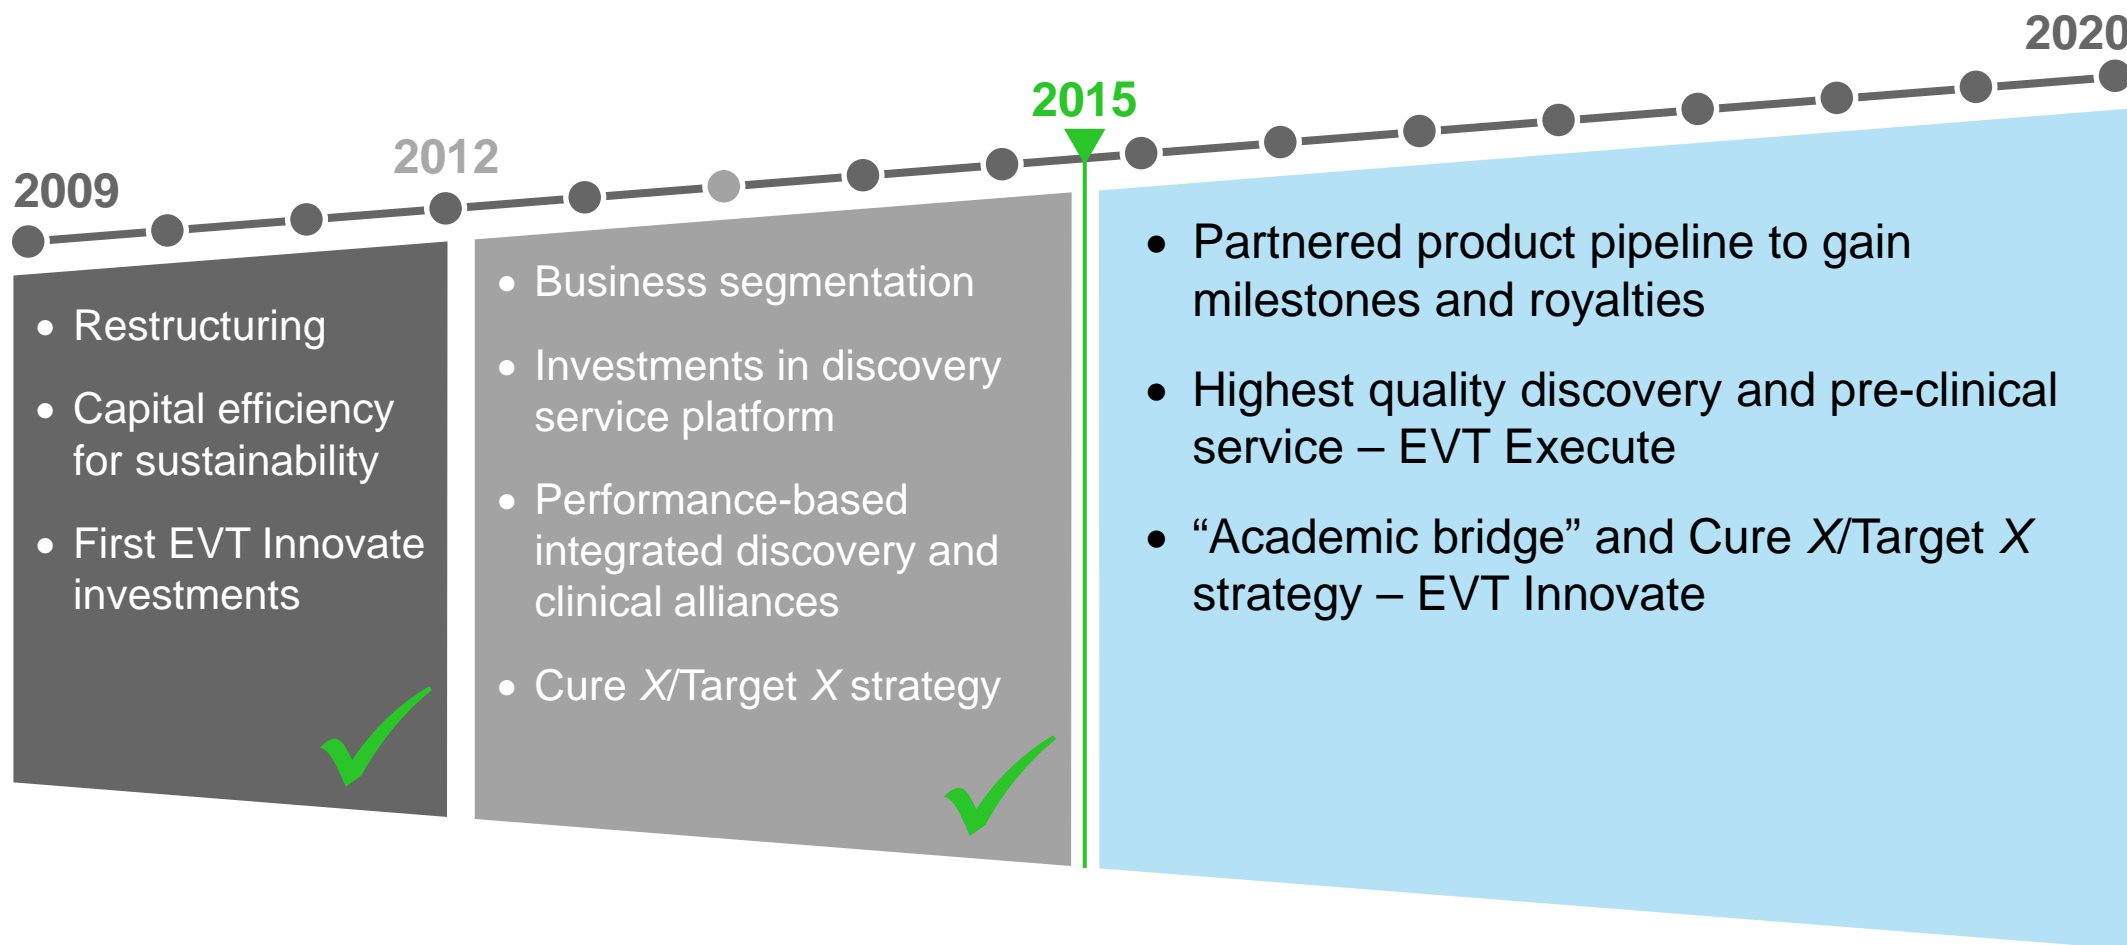 2009
2012
2015
2020
• Restructuring
• Capital efficiency
for sustainability
• First EVT Innovate
investments
• Business segmentation
• Investments in discovery
service platform
• Performance-based
integrated discovery and
clinical alliances
• Cure X/Target X strategy
• Partnered product pipeline to gain
milestones and royalties
• Highest quality discovery and pre-clinical
service – EVT Execute
• “Academic bridge” and Cure X/Target X
strategy – EVT Innovate